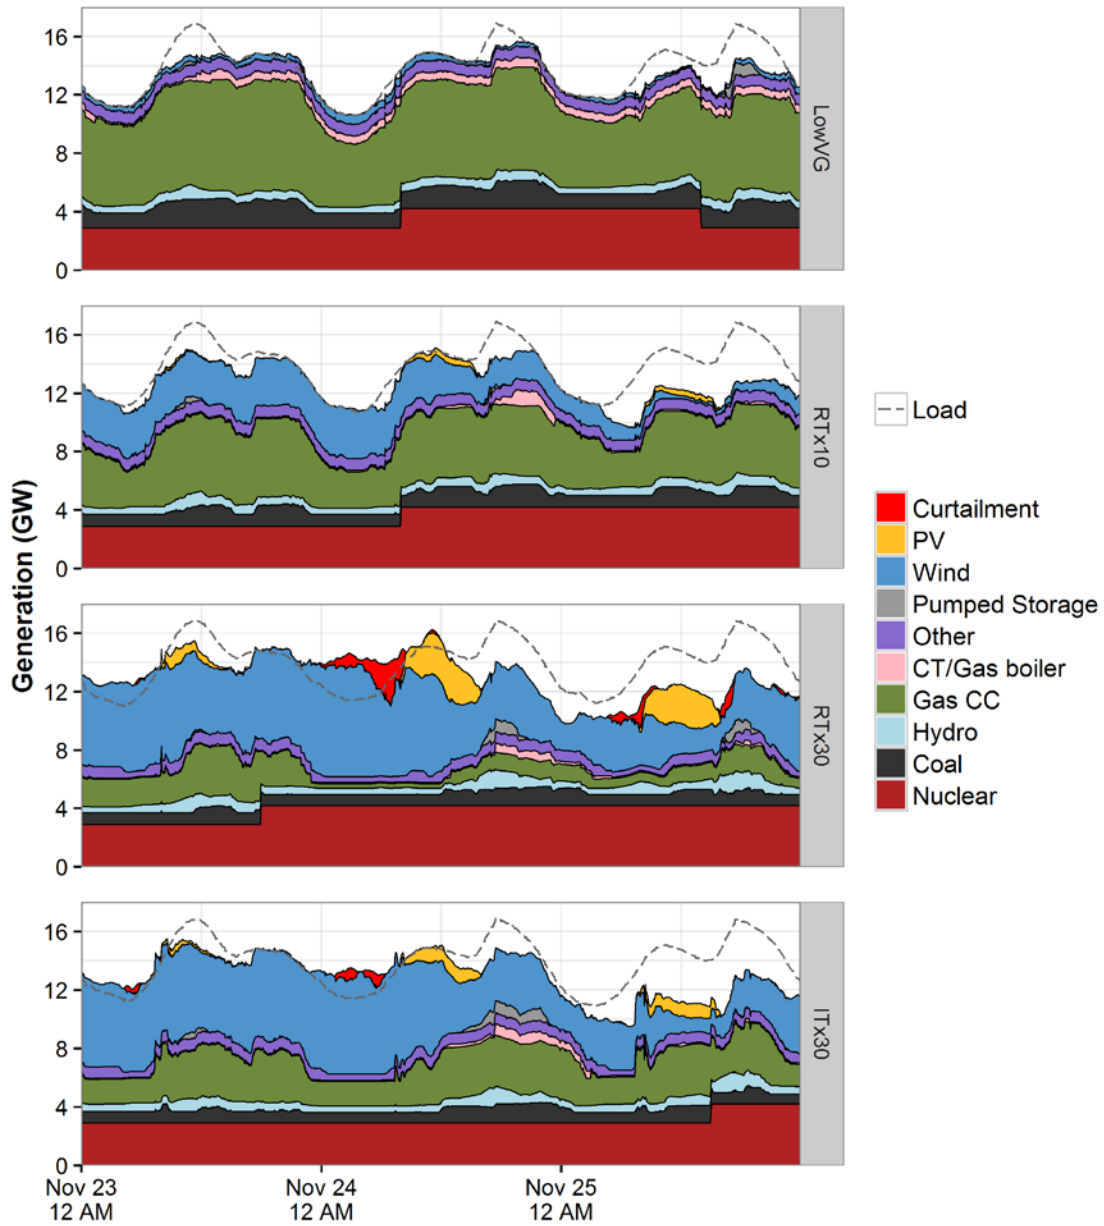 Generation (GW)
16
12
8
4
0
LowVG
16
12
8
4
0
RTx10
16
12
8
4
0
RTx30
16
12
8
4
0
ITx30
Nov 23
12 AM
Nov 24
12 AM
Nov 25
12 AM
Load
Curtailment
PV
Wind
Pumped Storage
Other
CT/Gas boiler
Gas CC
Hydro
Coal
Nuclear